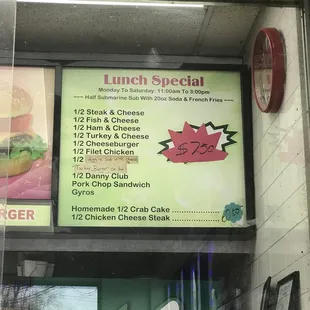 Lunch Special
Monday To Saturday: 11:00am To 3:00pm
Half Submarine Sub With 20oz Soda & French Fries
1/2 Steak & Cheese
1/2 Fish & Cheese
1/2 Ham & Cheese
1/2 Turkey & Cheese
1/2 Cheeseburger
1/2 Filet Chicken
1/2
1/2 Danny Club
Pork Chop Sandwich
Gyros
$7.50
Homemade 1/2 Crab Cake
1/2 Chicken Cheese Steak
RGER